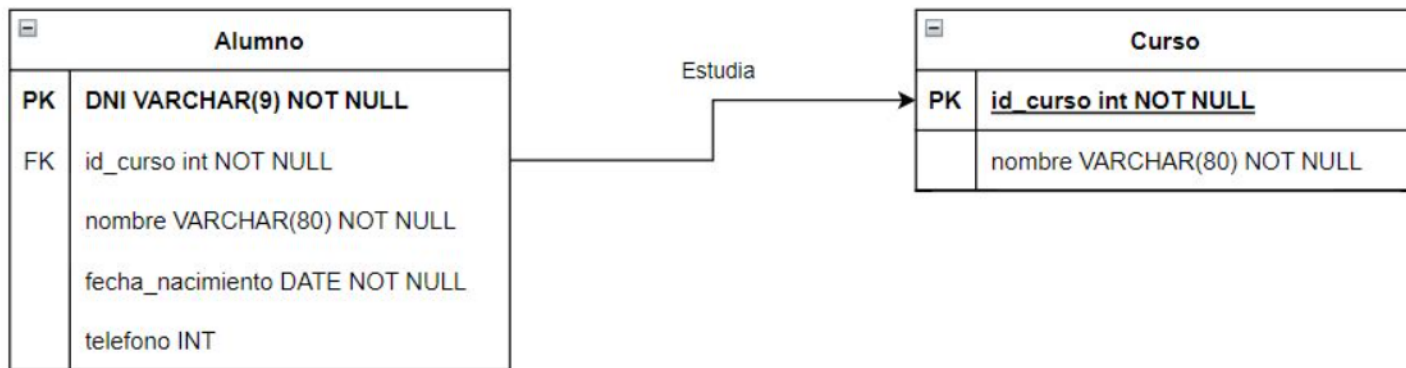 Alumno
PK DNI VARCHAR(9) NOT NULL
FK id_curso int NOT NULL
nombre VARCHAR(80) NOT NULL
fecha_nacimiento DATE NOT NULL
telefono INT
Estudia
Curso
PK id_curso int NOT NULL
nombre VARCHAR(80) NOT NULL